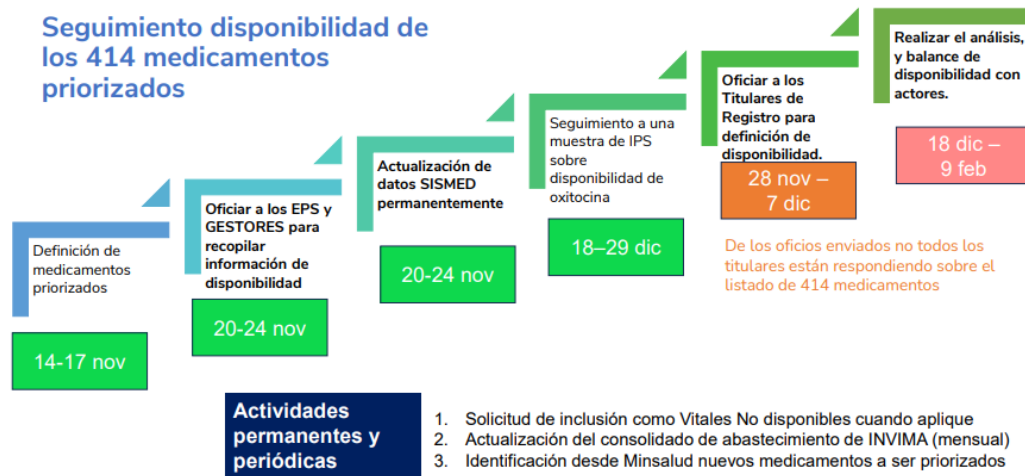 Seguimiento disponibilidad de
los 414 medicamentos
priorizados
Definición de
medicamentos
priorizados
14-17 nov
Oficiar a los EPS y
GESTORES para
recopilar
información de
disponibilidad
20-24 nov
Actualización de
datos SISMED
permanentemente
20-24 nov
Seguimiento a una
muestra de IPS
sobre
disponibilidad de
oxitocina
18–29 dic
Oficiar a los
Titulares de
Registro para
definición de
disponibilidad.
28 nov –
7 dic
De los oficios enviados no todos los
titulares están respondiendo sobre el
listado de 414 medicamentos
Realizar el análisis,
y balance de
disponibilidad con
actores.
18 dic –
9 feb
Actividades
permanentes y
periódicas
1. Solicitud de inclusión como Vitales No disponibles cuando aplique
2. Actualización del consolidado de abastecimiento de INVIMA (mensual)
3. Identificación desde Minsalud nuevos medicamentos a ser priorizados